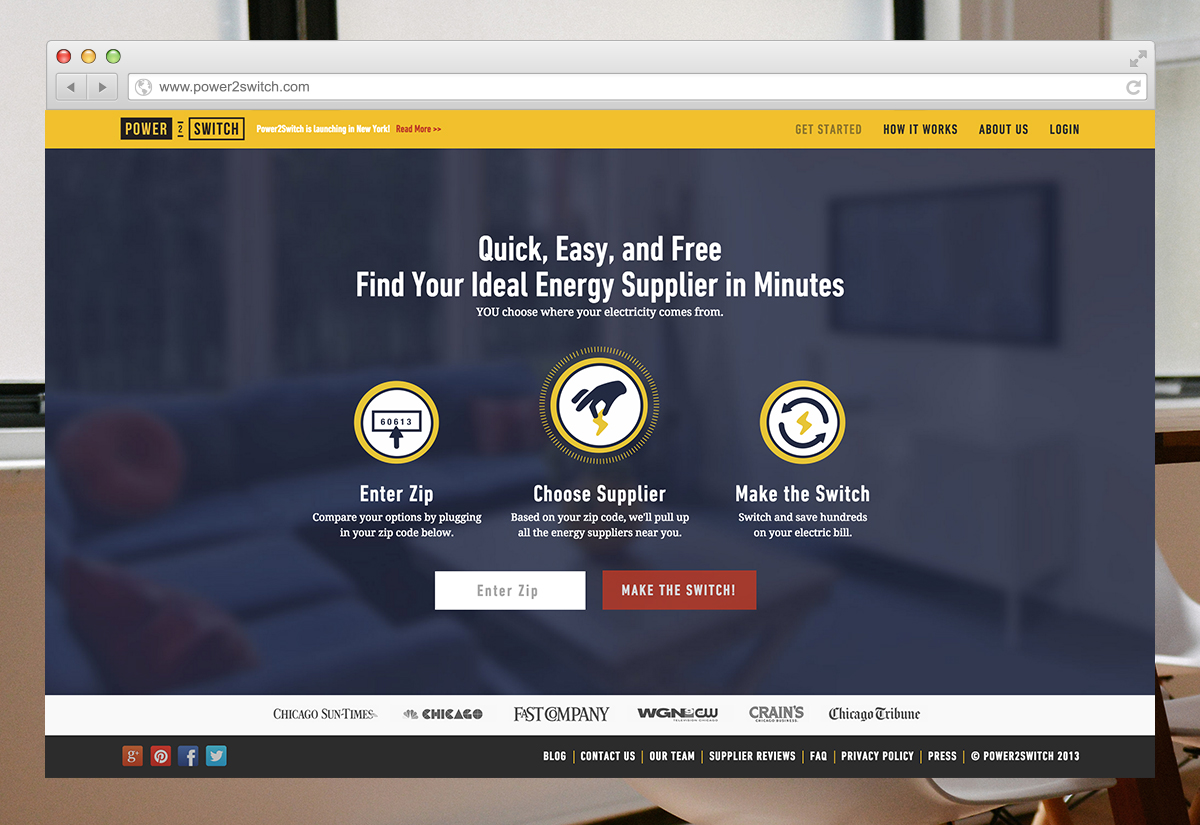 www.power2switch.com
POWER 2 SWITCH
Power2Switch is launching in New York! Read More >>
GET STARTED HOW IT WORKS ABOUT US LOGIN
Quick, Easy, and Free
Find Your Ideal Energy Supplier in Minutes
YOU choose where your electricity comes from.
60613
Enter Zip
Compare your options by plugging
in your zip code below.
Choose Supplier
Based on your zip code, we'll pull up
all the energy suppliers near you.
Make the Switch
Switch and save hundreds
on your electric bill.
Enter Zip
MAKE THE SWITCH!
CHICAGO SUN-TIMES
CHICAGO
FAST COMPANY
WGN 9 CW
TELEVISION CHICAGO
CRAIN'S
CHICAGO BUSINESS
Chicago Tribune
g+
BLOG | CONTACT US | OUR TEAM | SUPPLIER REVIEWS | FAQ | PRIVACY POLICY | PRESS | © POWER2SWITCH 2013